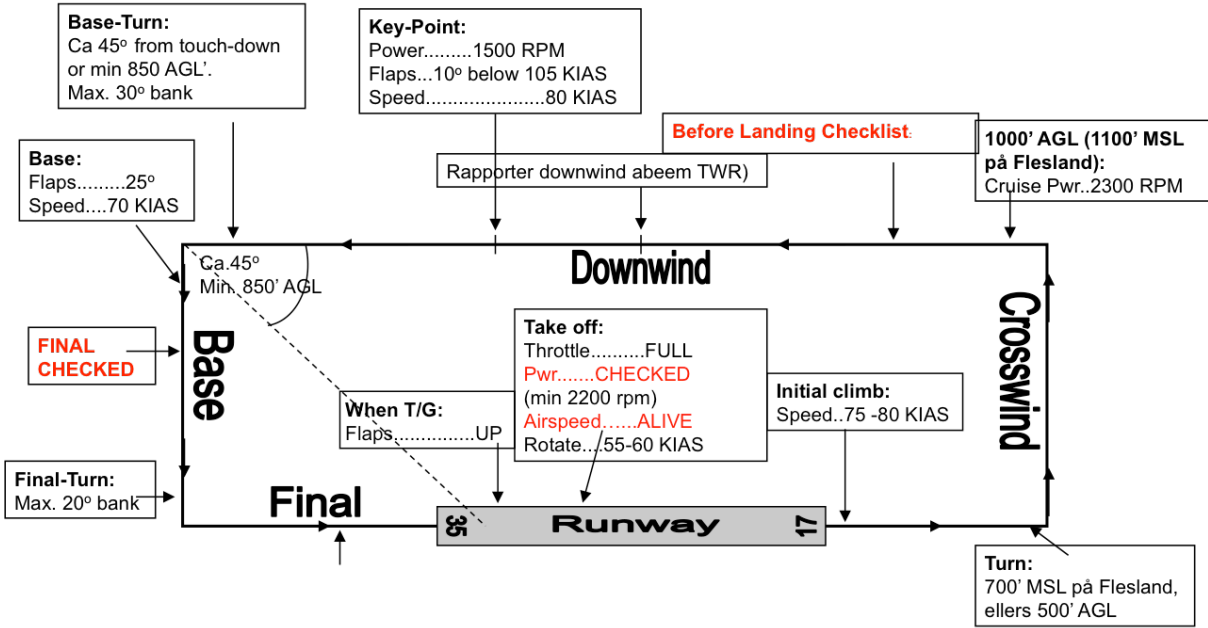 Base-Turn:
Ca 45º from touch-down
or min 850 AGL’.
Max. 30º bank
Key-Point:
Power.........1500 RPM
Flaps...10º below 105 KIAS
Speed......................80 KIAS
Before Landing Checklist:
1000’ AGL (1100’ MSL
på Flesland):
Cruise Pwr..2300 RPM
Base:
Flaps.........25º
Speed....70 KIAS
Rapporter downwind abeem TWR)
Ca.45º
Min. 850’ AGL
Downwind
Crosswind
Base
FINAL
CHECKED
Take off:
Throttle..........FULL
Pwr.......CHECKED
(min 2200 rpm)
Airspeed......ALIVE
Rotate....55-60 KIAS
When T/G:
Flaps...............UP
Initial climb:
Speed..75 -80 KIAS
Final-Turn:
Max. 20º bank
Final
35
Runway
17
Turn:
700’ MSL på Flesland,
ellers 500’ AGL